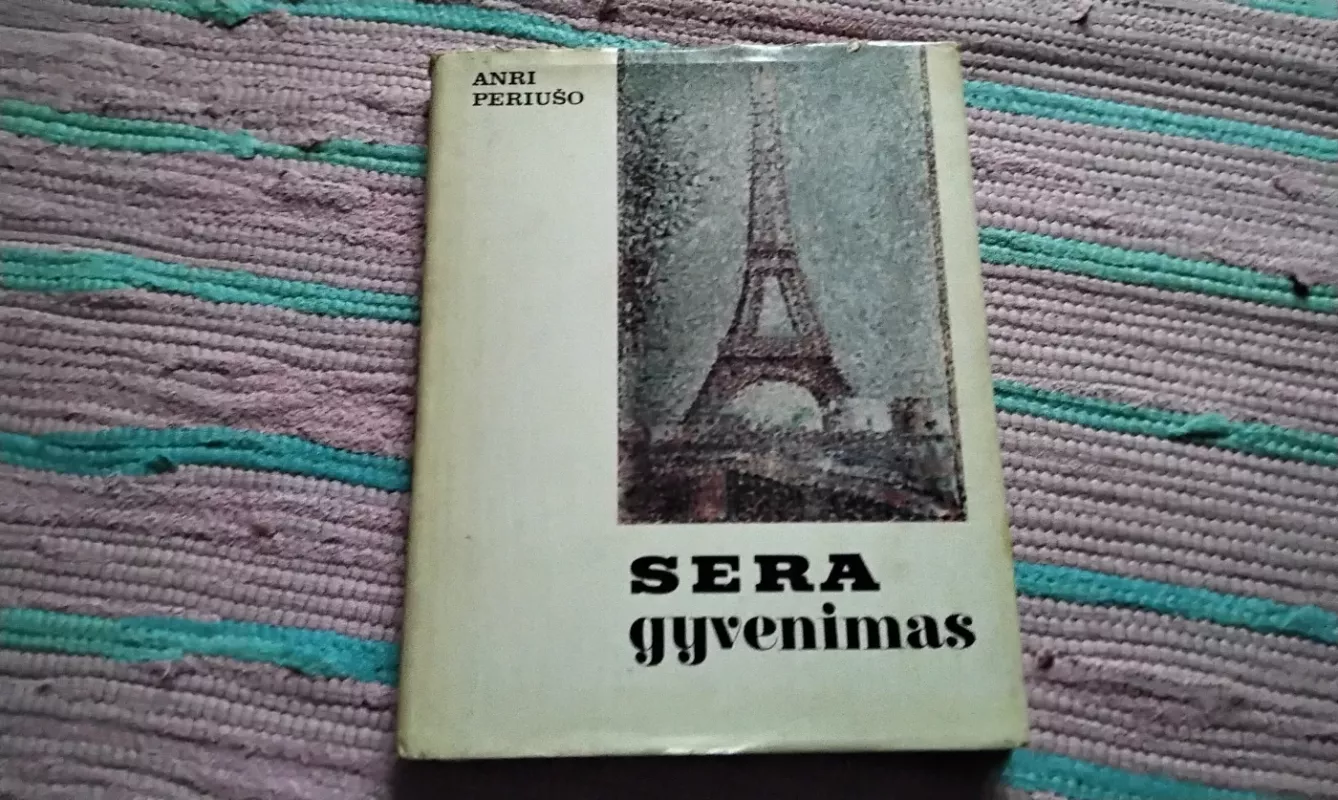 ANRI
PERIUŠO
SERA
gyvenimas